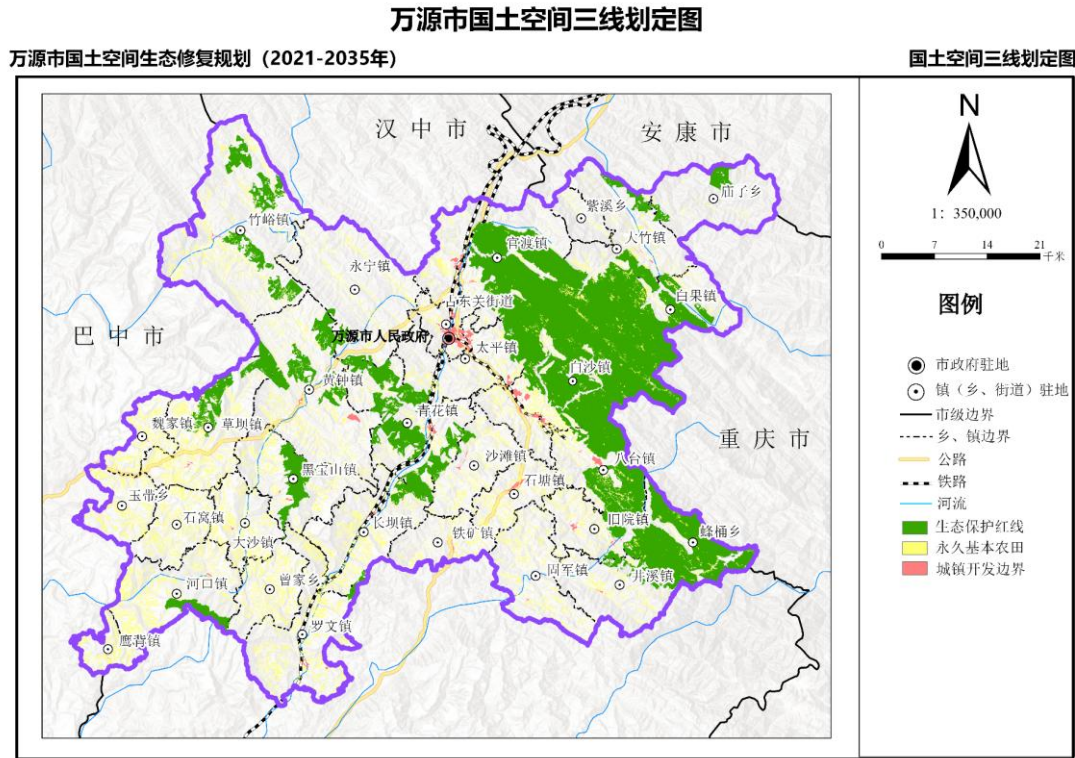 万源市国土空间三线划定图
万源市国土空间生态修复规划（2021-2035年）
国土空间三线划定图
汉中市
安康市
巴中市
重庆市
竹峪镇
永宁镇
官渡镇
紫溪乡
庙子乡
大竹镇
白果镇
古东关街道
万源市人民政府
太平镇
白沙镇
黄钟镇
青花镇
魏家镇
草坝镇
黑宝山镇
沙滩镇
八台镇
石塘镇
玉带乡
石窝镇
大沙镇
长坝镇
铁矿镇
旧院镇
蜂桶乡
河口镇
曾家乡
固军镇
井溪镇
鹰背镇
罗文镇
N
1：350,000
0 7 14 21
千米
图例
市政府驻地
镇（乡、街道）驻地
市级边界
乡、镇边界
公路
铁路
河流
生态保护红线
永久基本农田
城镇开发边界